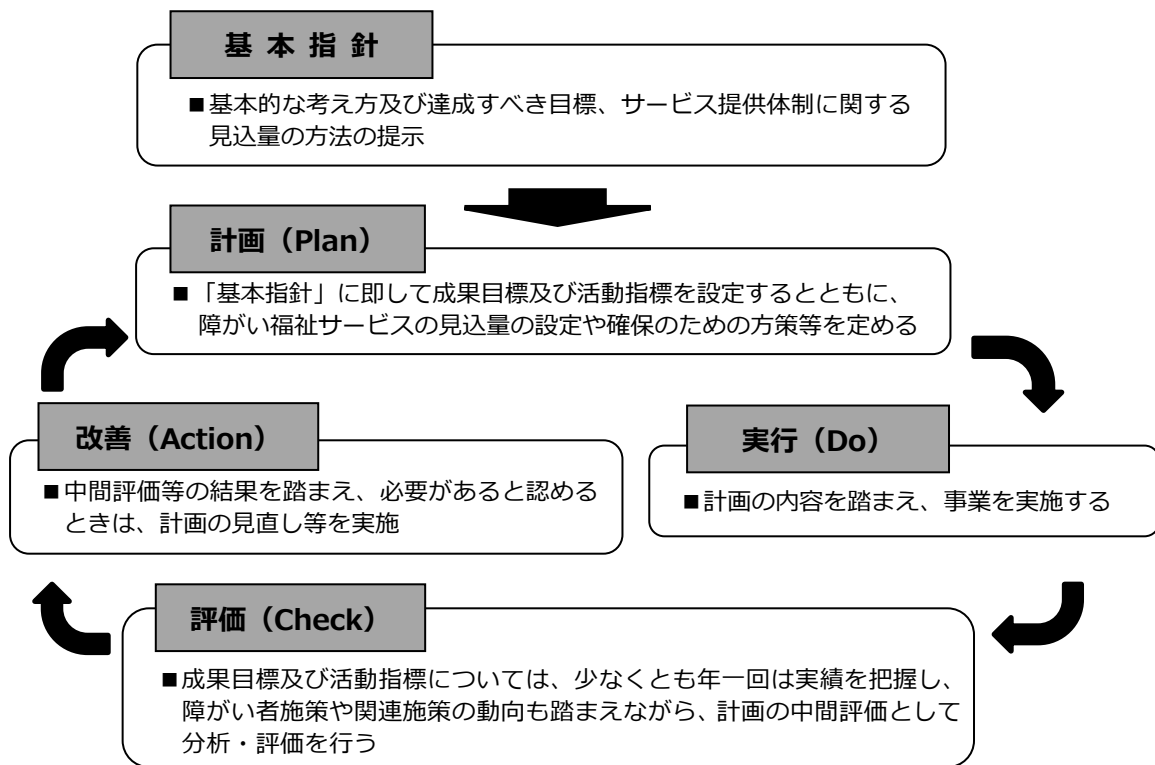 基本指針
■基本的な考え方及び達成すべき目標、サービス提供体制に関する
見込量の方法の提示
計画（Plan）
■「基本指針」に即して成果目標及び活動指標を設定するとともに、
障がい福祉サービスの見込量の設定や確保のための方策等を定める
改善（Action）
■中間評価等の結果を踏まえ、必要があると認める
ときは、計画の見直し等を実施
実行（Do）
■計画の内容を踏まえ、事業を実施する
評価（Check）
■成果目標及び活動指標については、少なくとも年一回は実績を把握し、
障がい者施策や関連施策の動向も踏まえながら、計画の中間評価として
分析・評価を行う